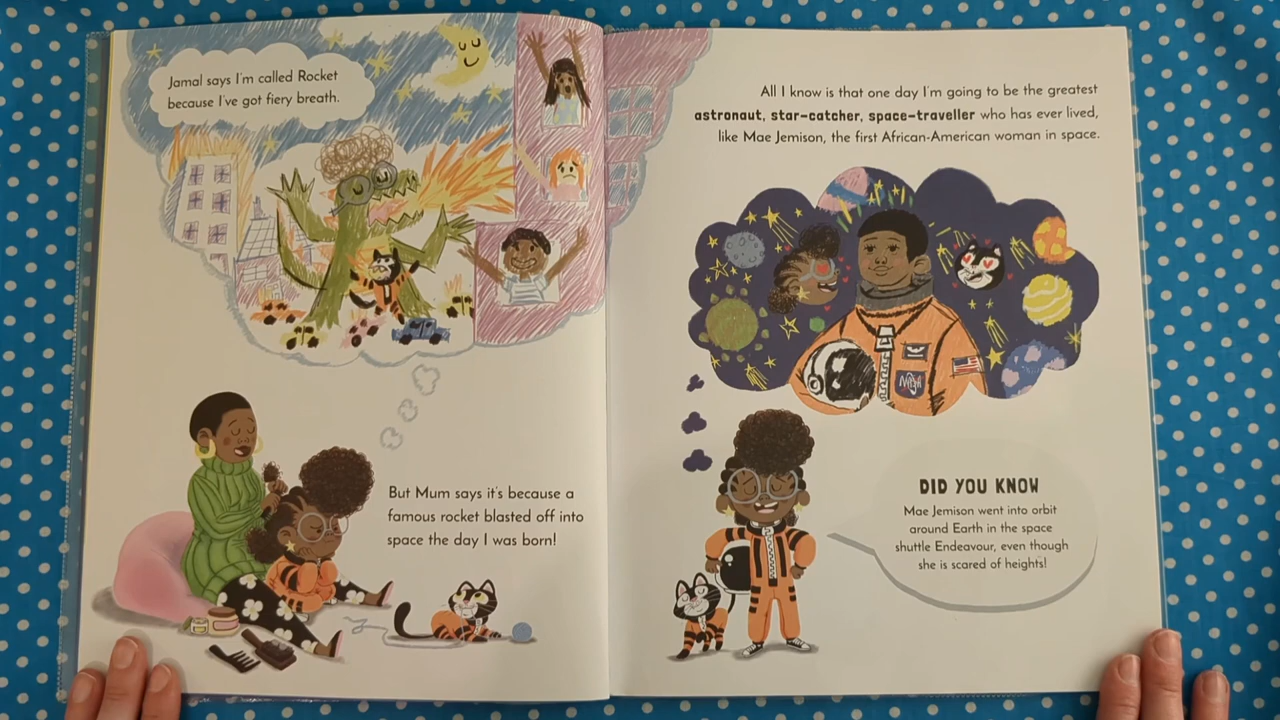 Jamal says I'm called Rocket
because I've got fiery breath.
But Mum says it's because a
famous rocket blasted off into
space the day I was born!
All I know is that one day I'm going to be the greatest
astronaut, star-catcher, space-traveller who has ever lived,
like Mae Jemison, the first African-American woman in space.
NASA
DID YOU KNOW
Mae Jemison went into orbit
around Earth in the space
shuttle Endeavour, even though
she is scared of heights!